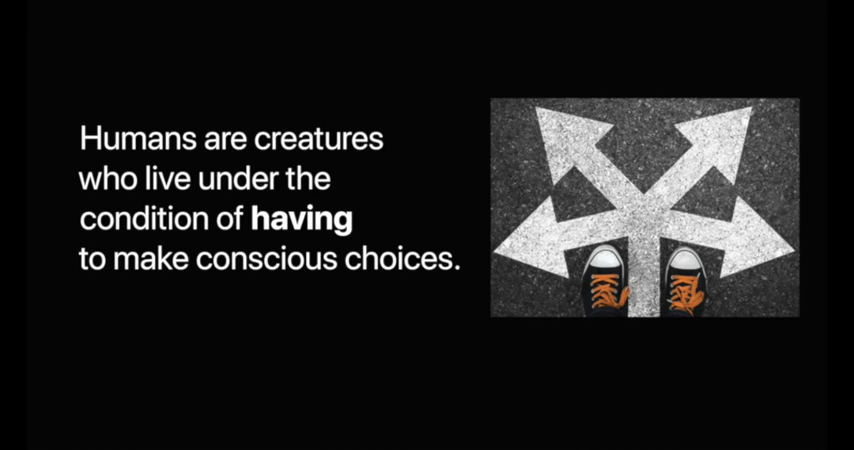 Humans are creatures
who live under the
condition of having
to make conscious choices.